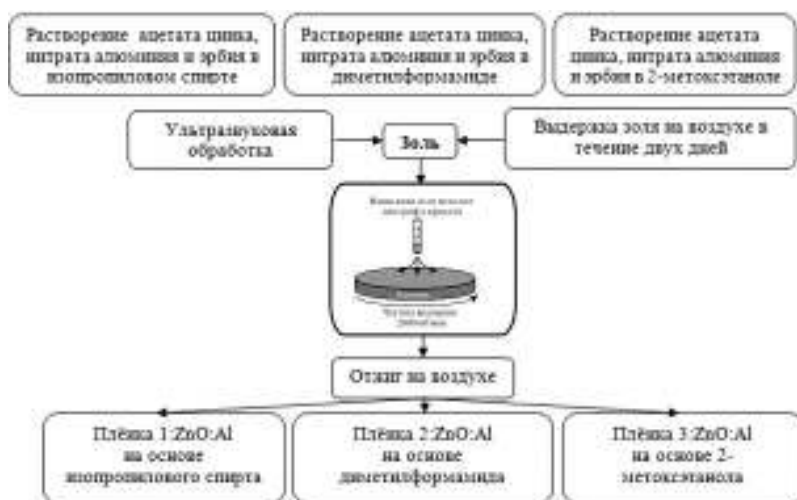 Растворение ацетата цинка,
нитрата алюминия и эрбия в
изопропиловом спирте
Растворение ацетата цинка,
нитрата алюминия и эрбия в
диметилформамиде
Растворение ацетата
цинка, нитрата алюминия
и эрбия в 2-метоксэтаноле
Ультразвуковая
обработка
Золь
Выдержка золя на воздухе в
течение двух дней
Отжиг на воздухе
Плёнка 1:ZnO:Al
на основе
изопропилового спирта
Плёнка 2:ZnO:Al
на основе
диметилформамида
Плёнка 3:ZnO:Al
на основе 2-
метоксэтанола